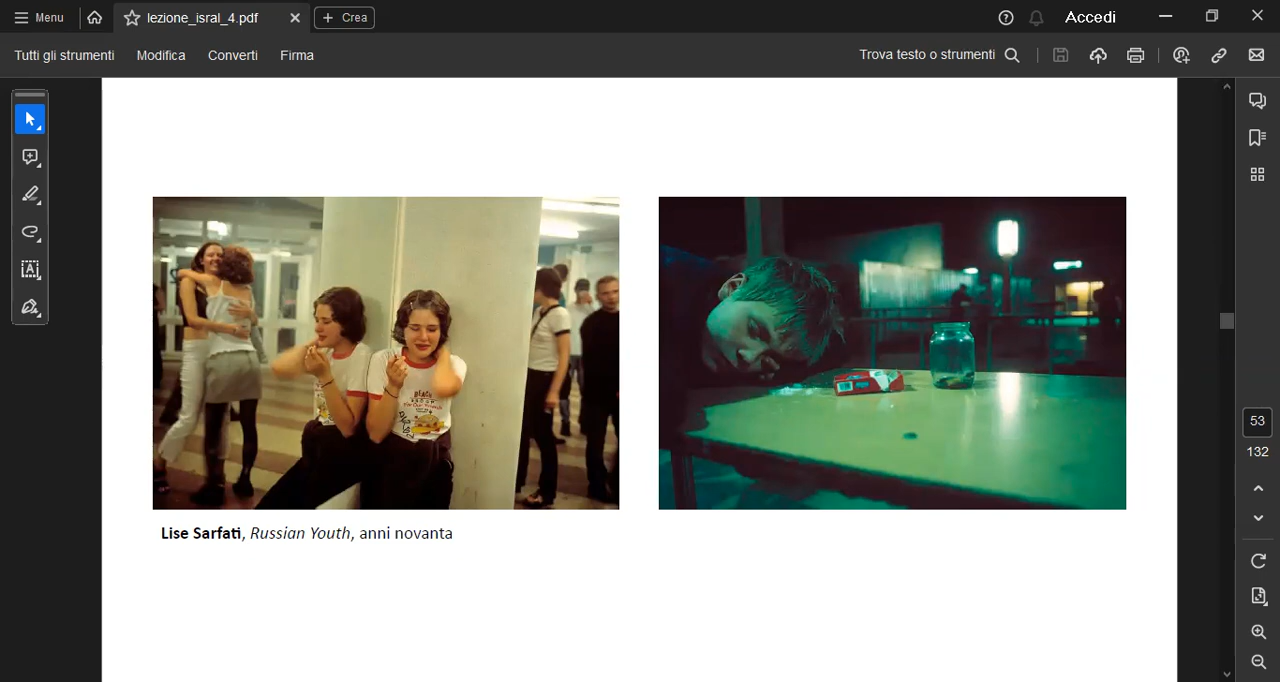 Menu
lezione_isral_4.pdf
Crea
Accedi
Tutti gli strumenti
Modifica
Converti
Firma
Trova testo o strumenti
BEACH
Lise Sarfati, Russian Youth, anni novanta
53
132